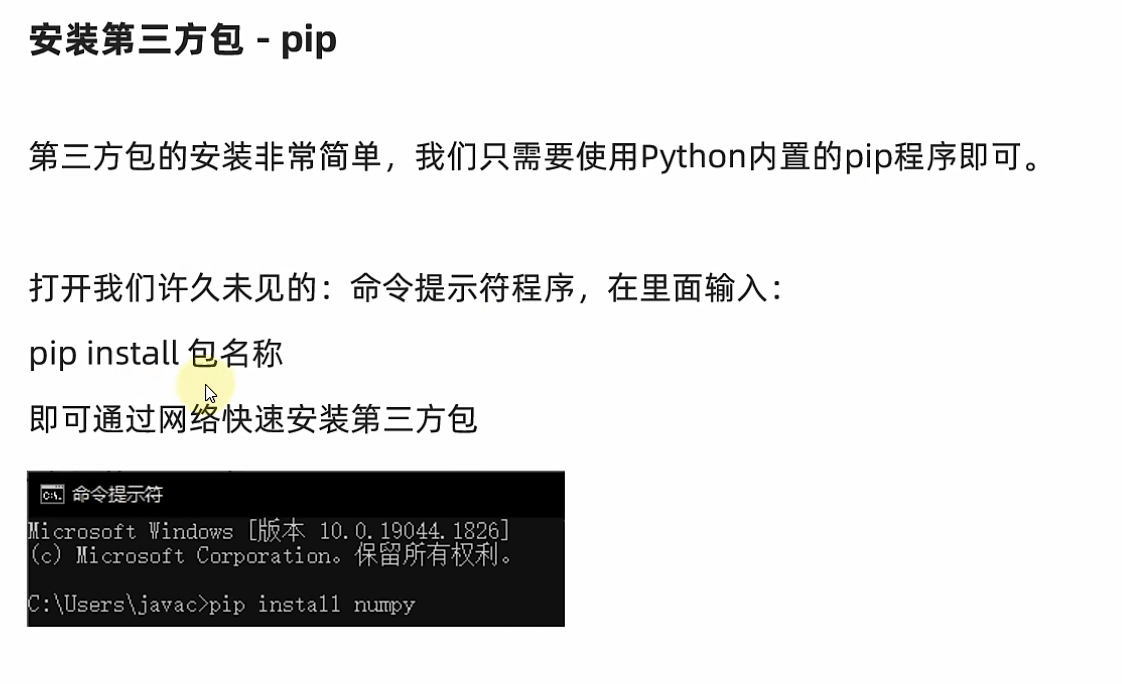 安装第三方包 - pip
第三方包的安装非常简单，我们只需要使用Python内置的pip程序即可。
打开我们许久未见的：命令提示符程序，在里面输入：
pip install 包名称
即可通过网络快速安装第三方包
命令提示符
Microsoft Windows [版本 10.0.19044.1826]
(c) Microsoft Corporation。保留所有权利。
C:\Users\javac>pip install numpy